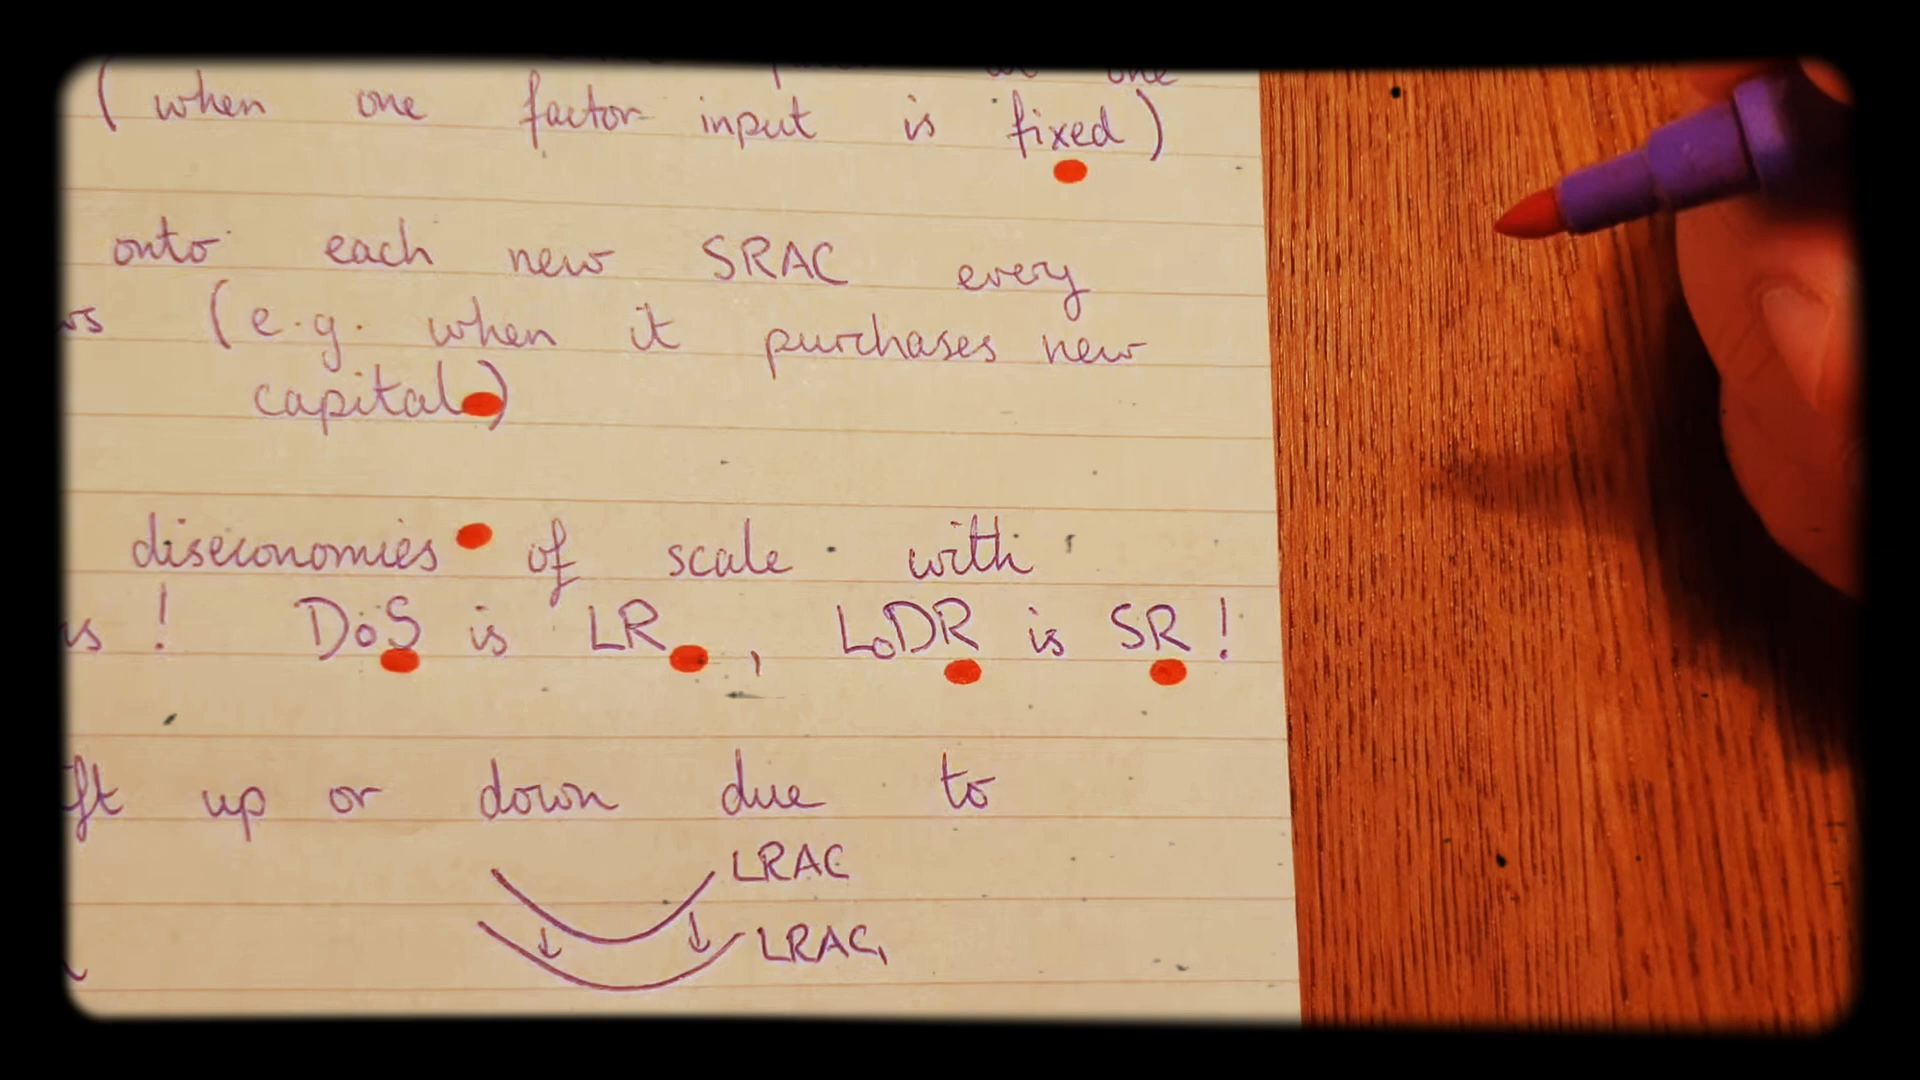 one
(when one factor input is fixed)
onto each new SRAC every
(e.g. when it purchases new
capital)
diseconomies of scale with
! DoS is LR, LoDR is SR!
up or down due to
LRAC
LRAC₁